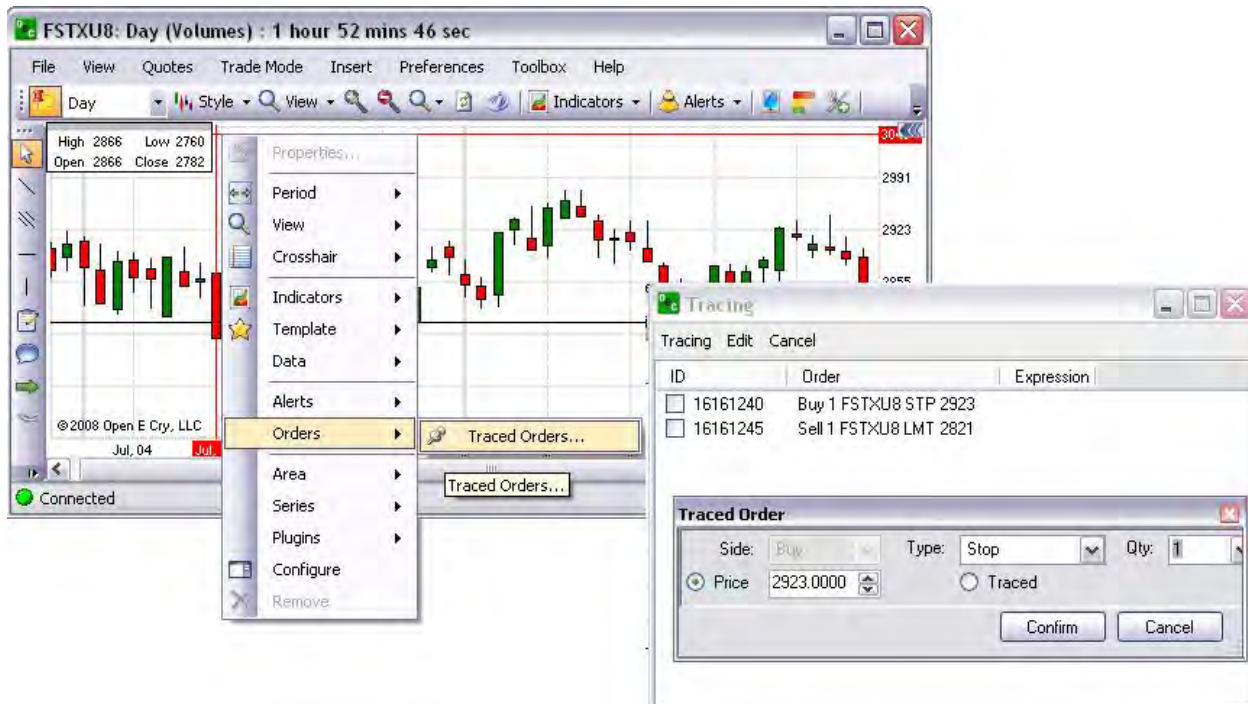 FSTXU8: Day (Volumes) : 1 hour 52 mins 46 sec
File View Quotes Trade Mode Insert Preferences Toolbox Help
Day Style View Indicators Alerts
High 2866 Low 2760
Open 2866 Close 2782
2991
2923
2855
Properties...
Period
View
Crosshair
Indicators
Template
Data
Alerts
Orders
Traced Orders...
Traced Orders...
Area
Series
Plugins
Configure
Remove
©2008 Open E Cry, LLC
Jul, 04
Connected
Tracing
Tracing Edit Cancel
ID Order Expression
16161240 Buy 1 FSTXU8 STP 2923
16161245 Sell 1 FSTXU8 LMT 2821
Traced Order
Side: Buy Type: Stop Qty: 1
Price 2923.0000 Traced
Confirm Cancel